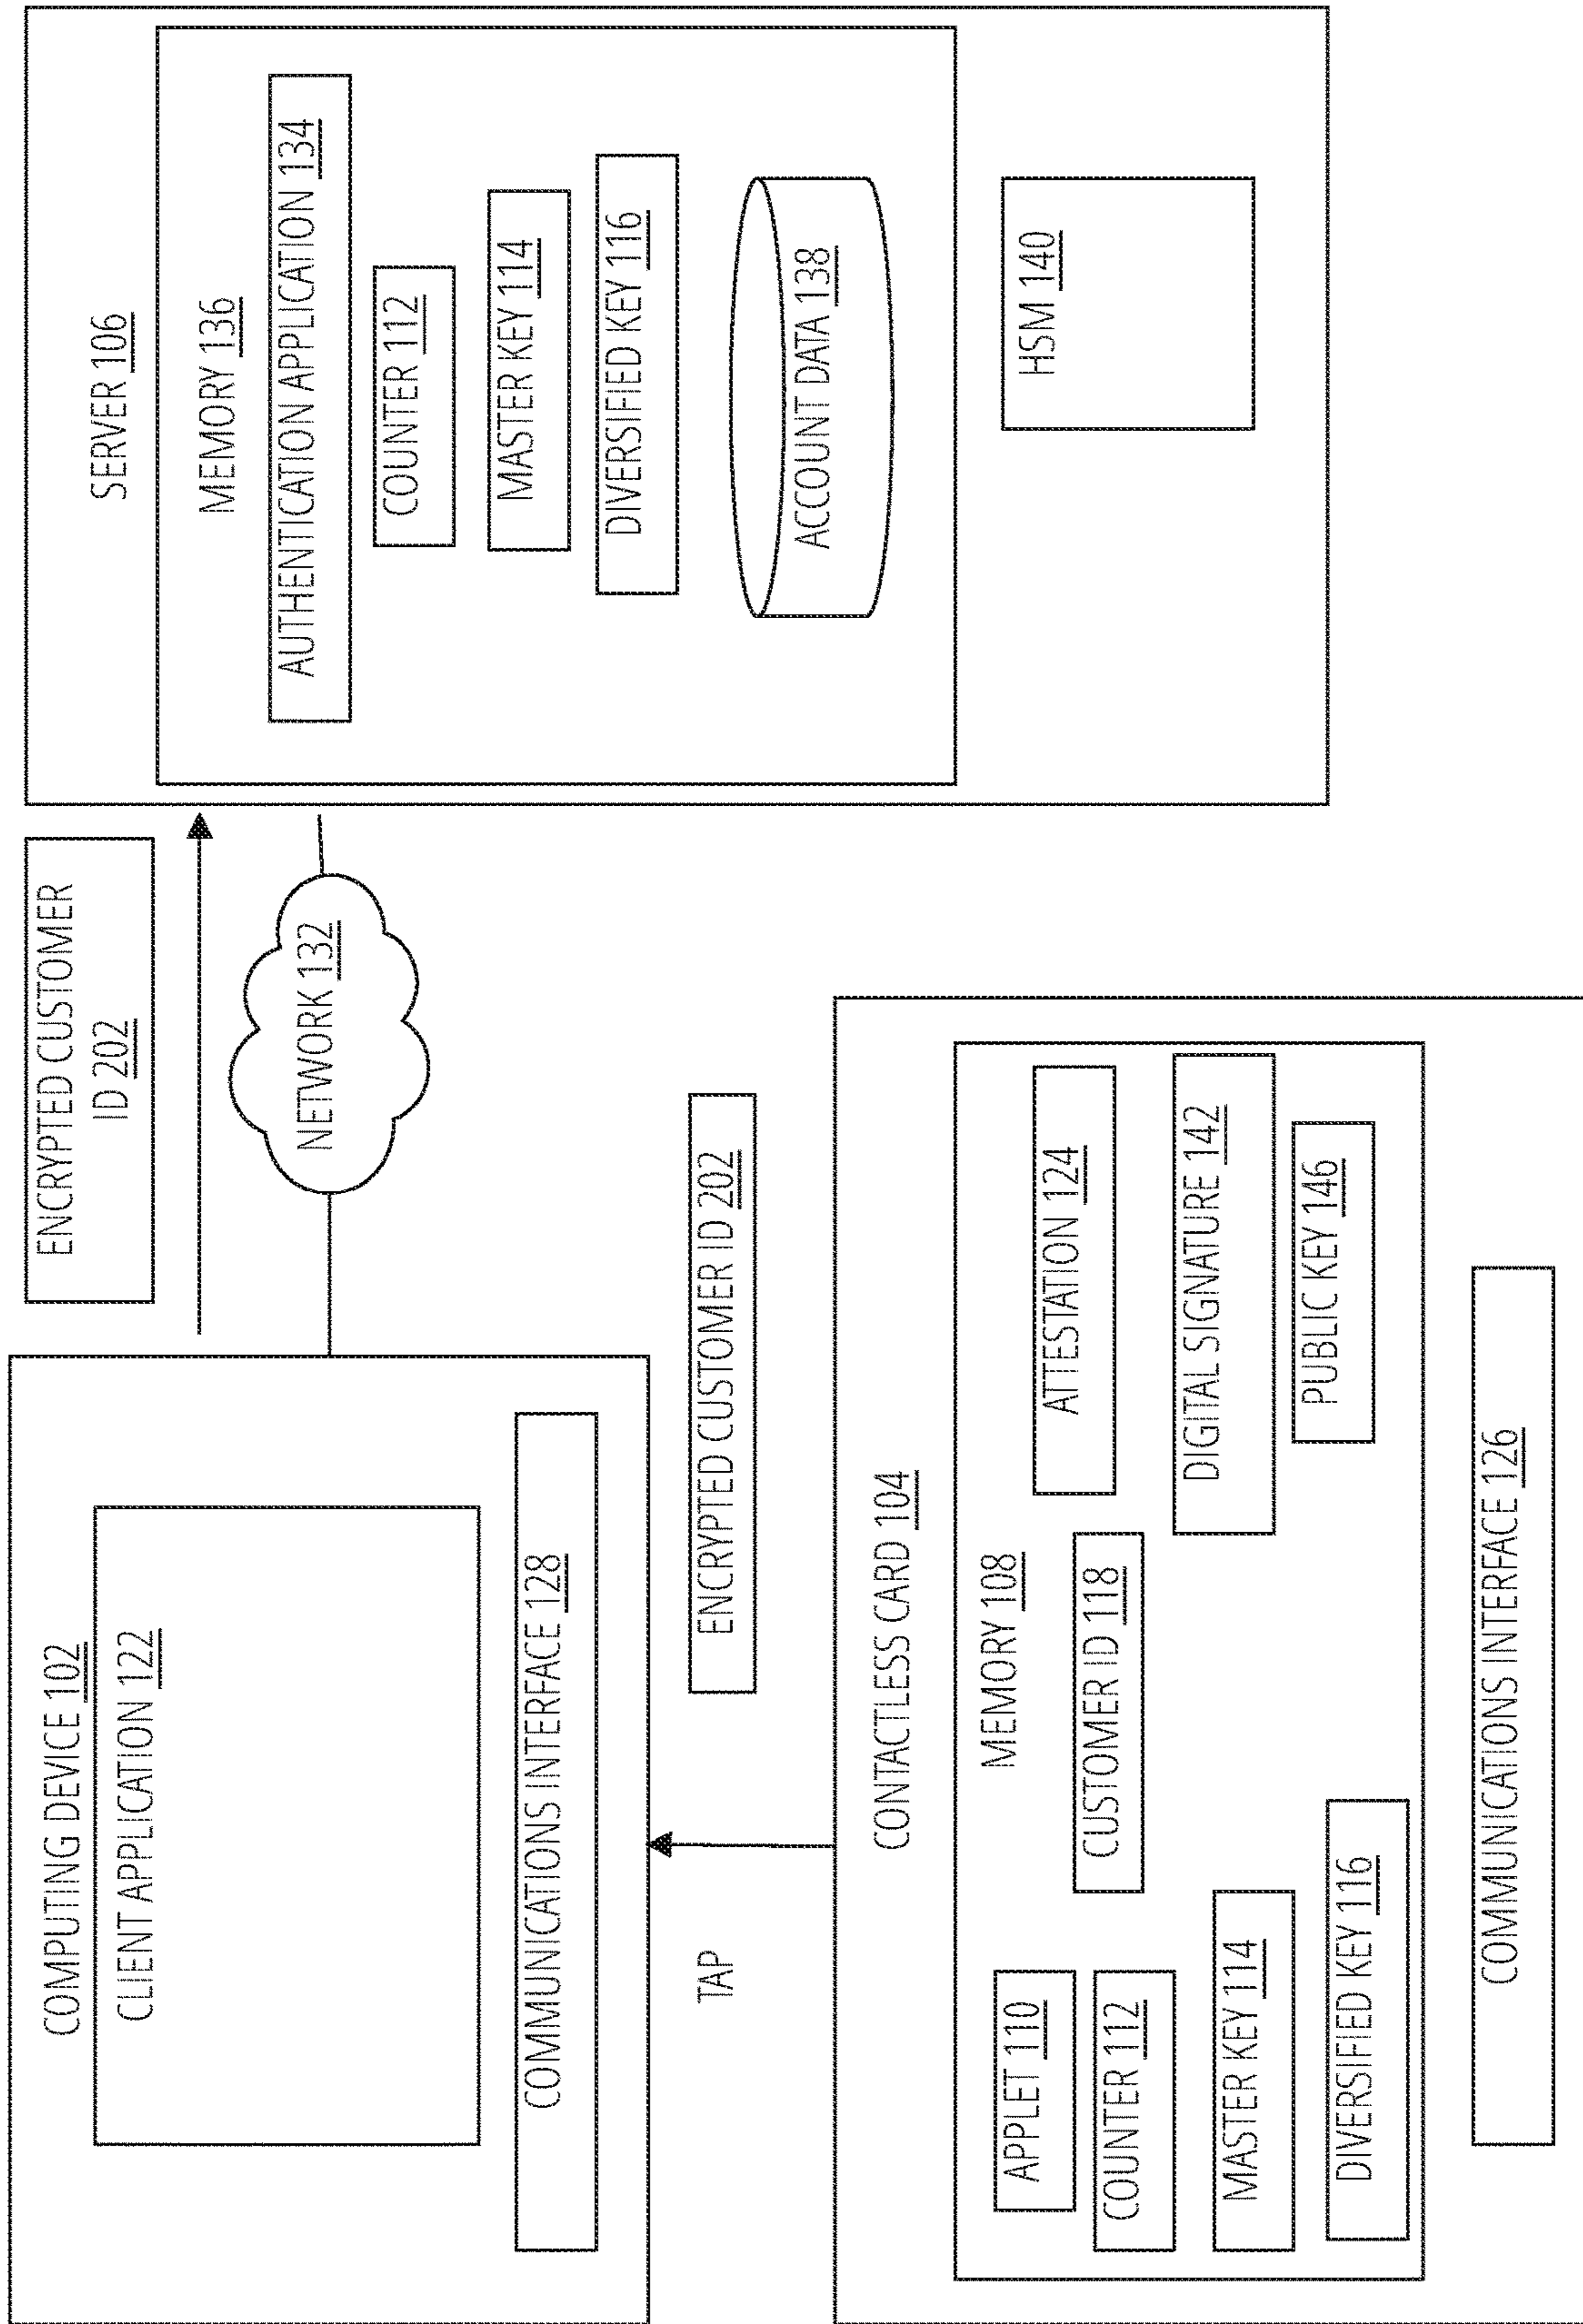 COMPUTING DEVICE 102
CLIENT APPLICATION 122
COMMUNICATIONS INTERFACE 128
ENCRYPTED CUSTOMER
ID 202
NETWORK 132
SERVER 106
MEMORY 136
AUTHENTICATION APPLICATION 134
COUNTER 112
MASTER KEY 114
DIVERSIFIED KEY 116
ACCOUNT DATA 138
HSM 140
TAP
ENCRYPTED CUSTOMER ID 202
CONTACTLESS CARD 104
MEMORY 108
APPLET 110
COUNTER 112
MASTER KEY 114
DIVERSIFIED KEY 116
CUSTOMER ID 118
ATTESTATION 124
DIGITAL SIGNATURE 142
PUBLIC KEY 146
COMMUNICATIONS INTERFACE 126